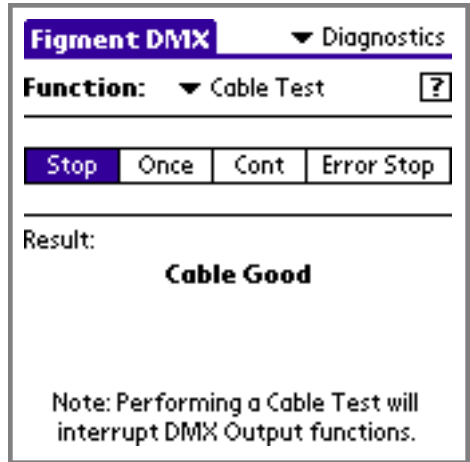 Figment DMX ▼ Diagnostics
Function: ▼ Cable Test ?
Stop Once Cont Error Stop
Result:
Cable Good
Note: Performing a Cable Test will
interrupt DMX Output functions.